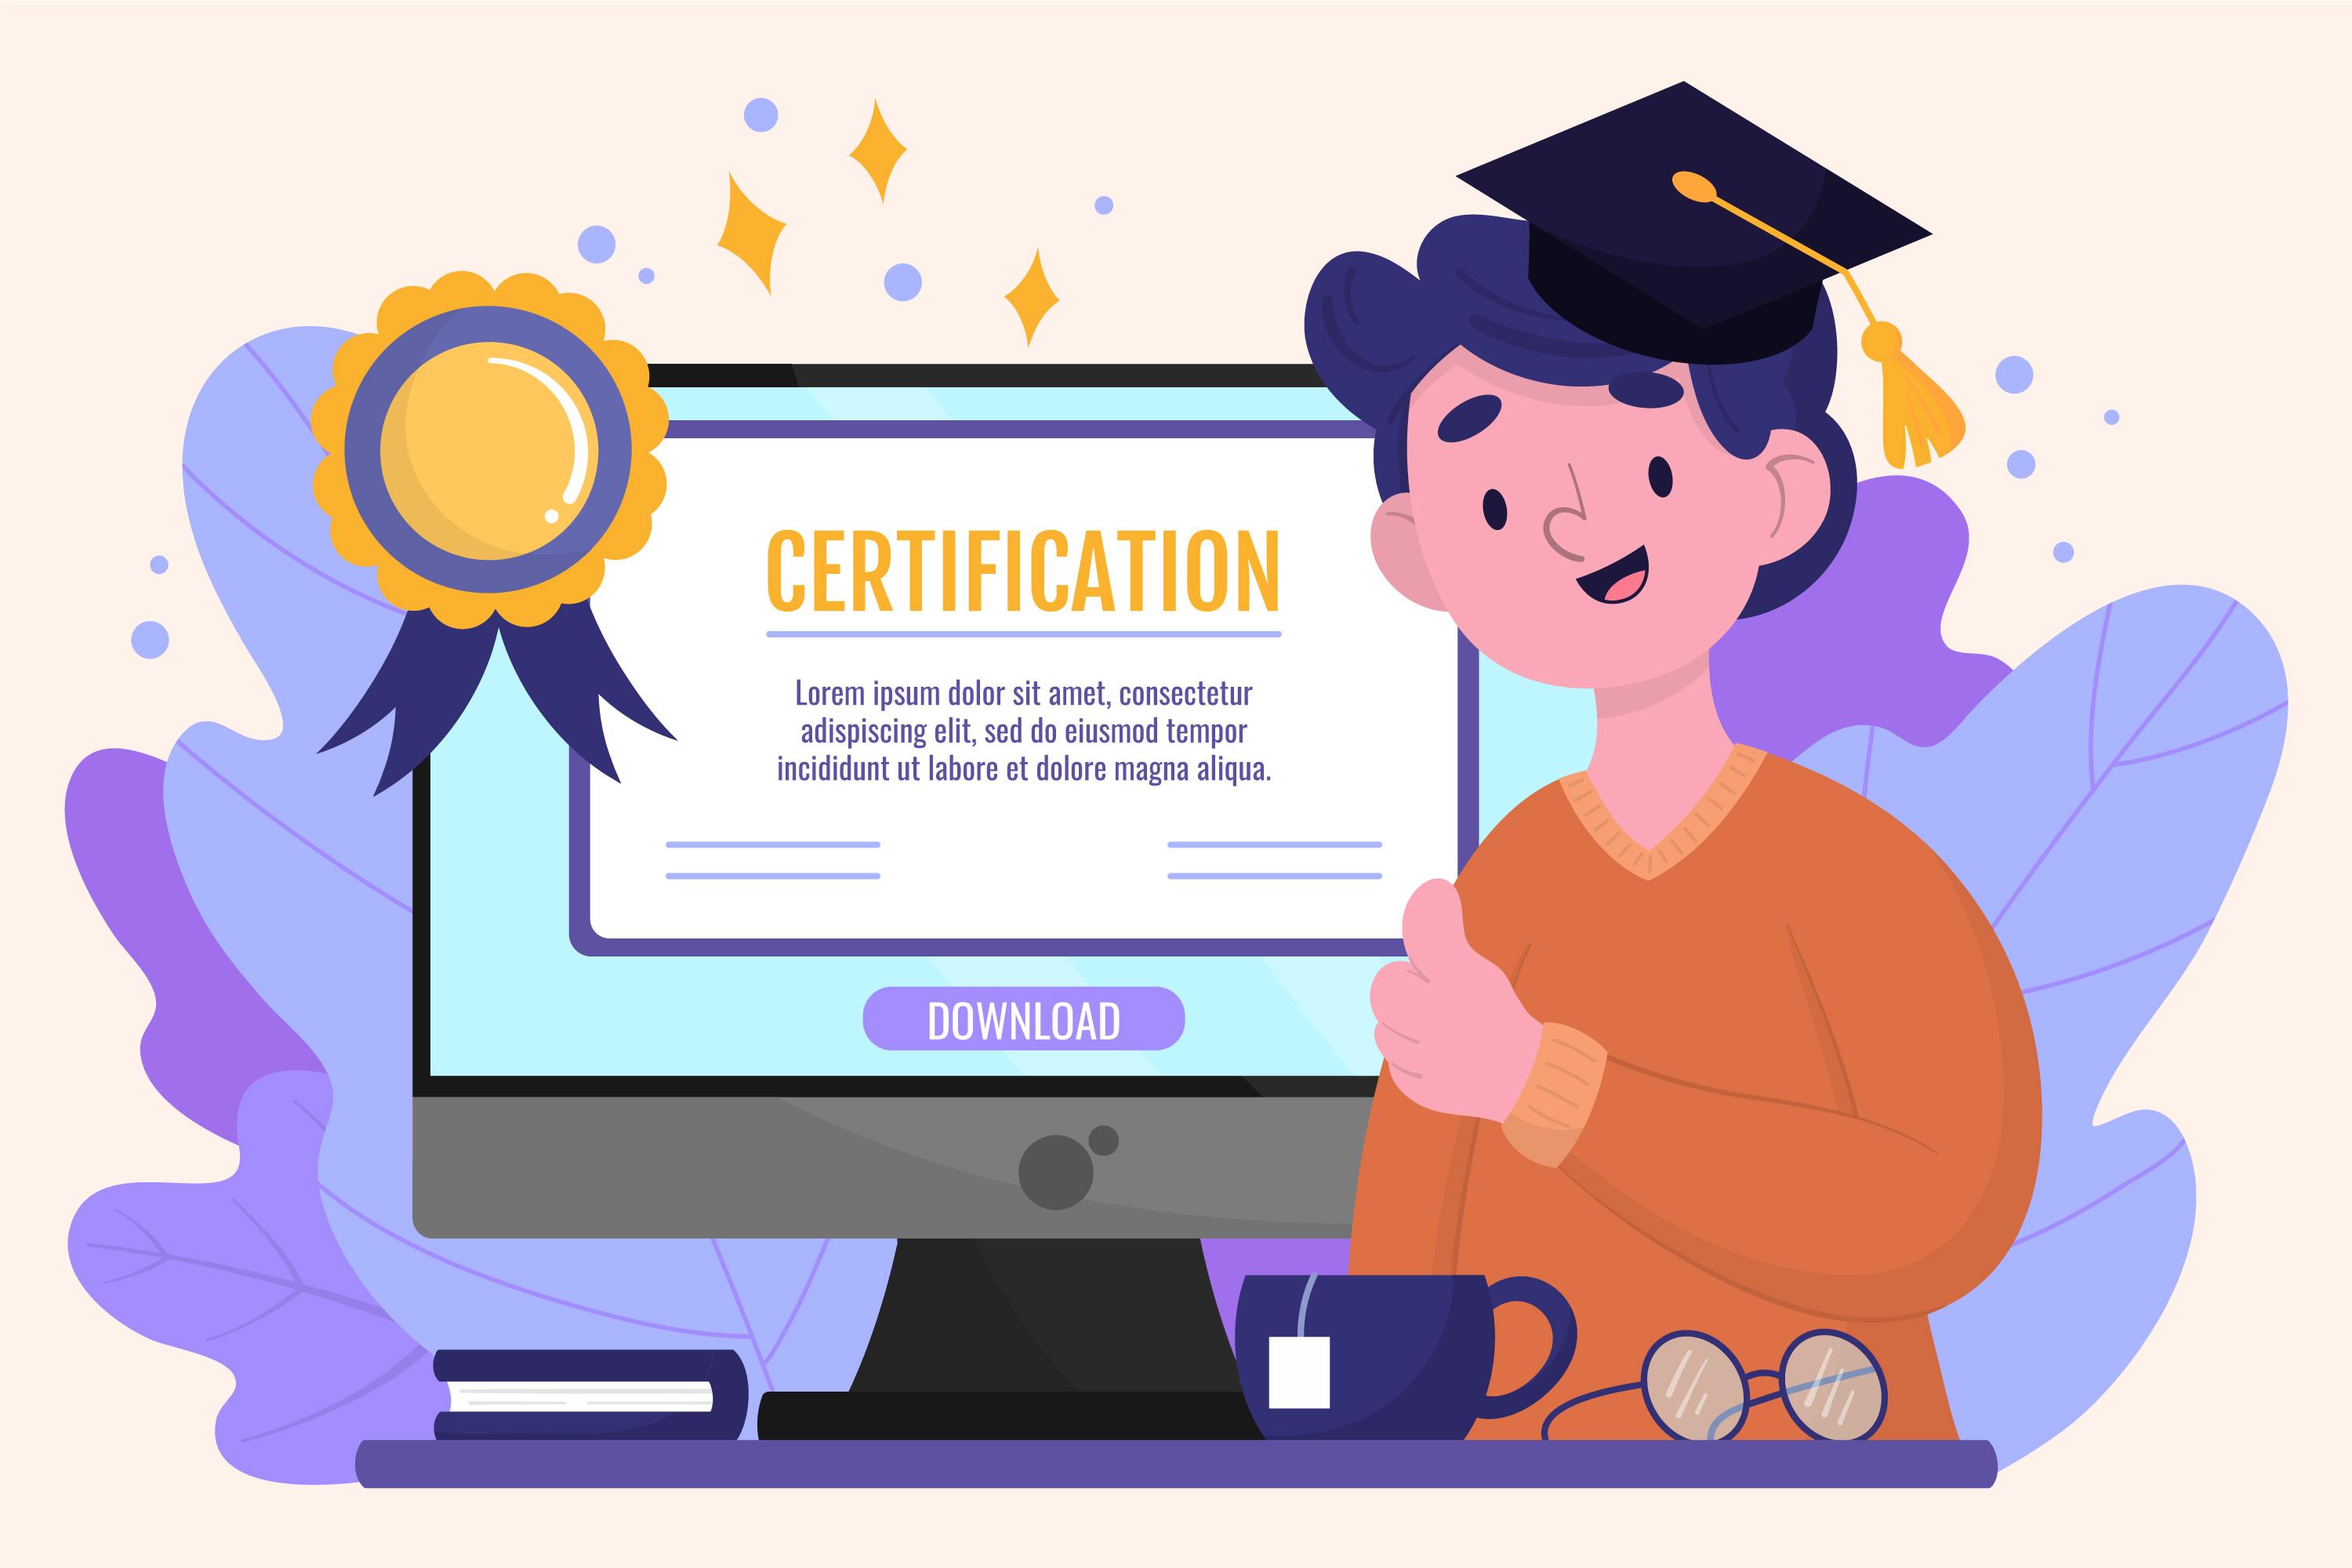 CERTIFICATION
Lorem ipsum dolor sit amet, consectetur
adispiscing elit, sed do eiusmod tempor
incididunt ut labore et dolore magna aliqua.
DOWNLOAD